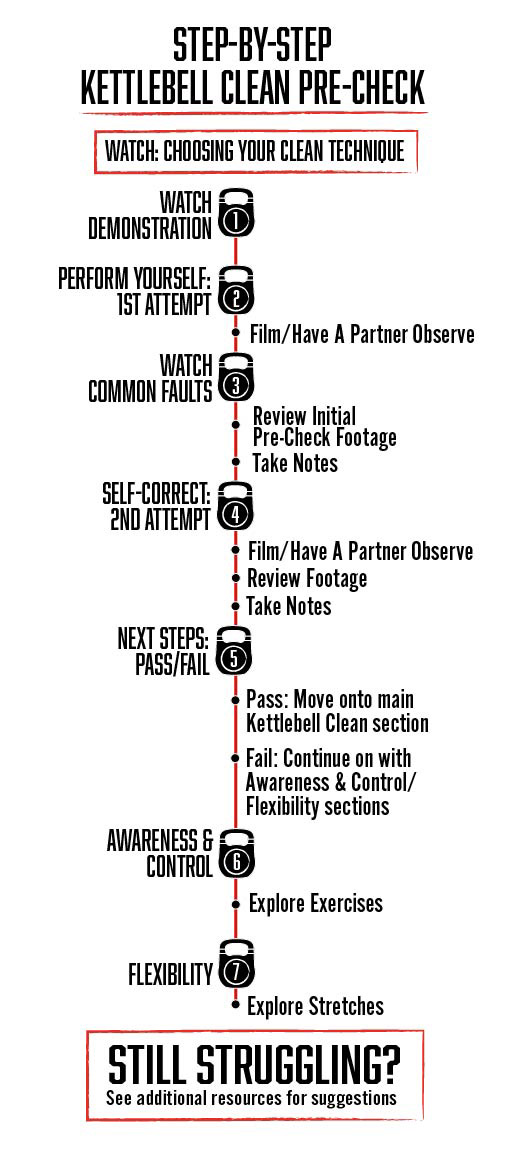 STEP-BY-STEP
KETTLEBELL CLEAN PRE-CHECK
WATCH: CHOOSING YOUR CLEAN TECHNIQUE
WATCH
DEMONSTRATION
1
PERFORM YOURSELF:
1ST ATTEMPT
2
Film/Have A Partner Observe
WATCH
COMMON FAULTS
3
Review Initial
Pre-Check Footage
Take Notes
SELF-CORRECT:
2ND ATTEMPT
4
Film/Have A Partner Observe
Review Footage
Take Notes
NEXT STEPS:
PASS/FAIL
5
Pass: Move onto main
Kettlebell Clean section
Fail: Continue on with
Awareness & Control/
Flexibility sections
AWARENESS &
CONTROL
6
Explore Exercises
FLEXIBILITY
7
Explore Stretches
STILL STRUGGLING?
See additional resources for suggestions